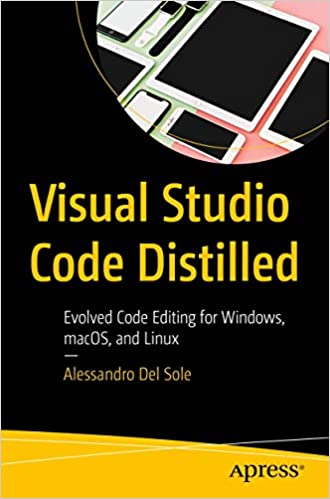 Visual Studio
Code Distilled
Evolved Code Editing for Windows,
macOS, and Linux
—
Alessandro Del Sole
Apress®